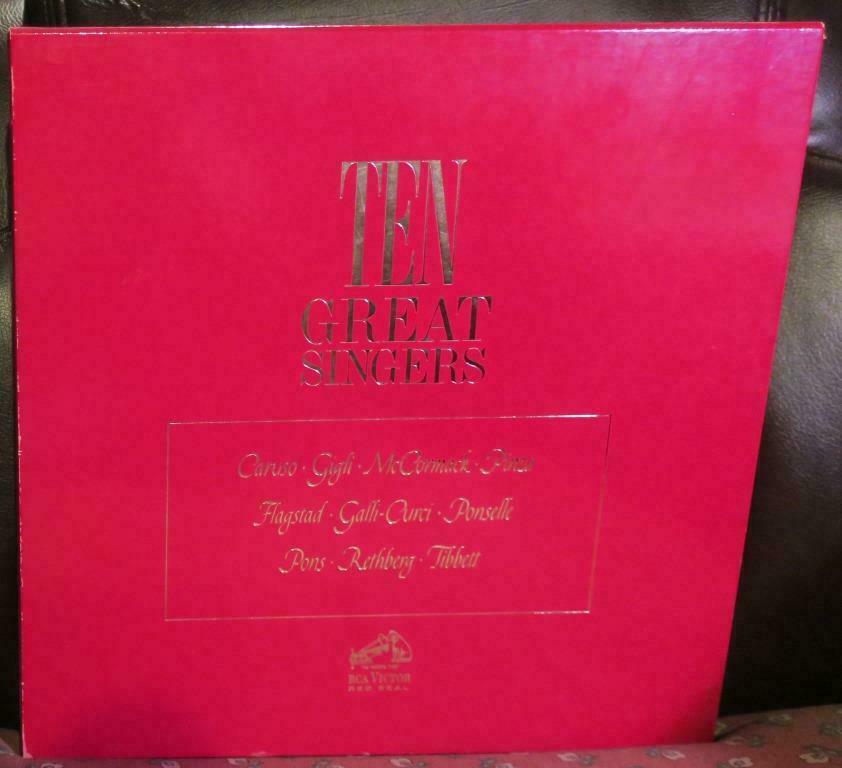 TEN
GREAT
SINGERS
Caruso · Gigli · McCormack · Pinza
Flagstad · Galli-Curci · Ponselle
Pons · Rethberg · Tibbett
RCA VICTOR
RED SEAL